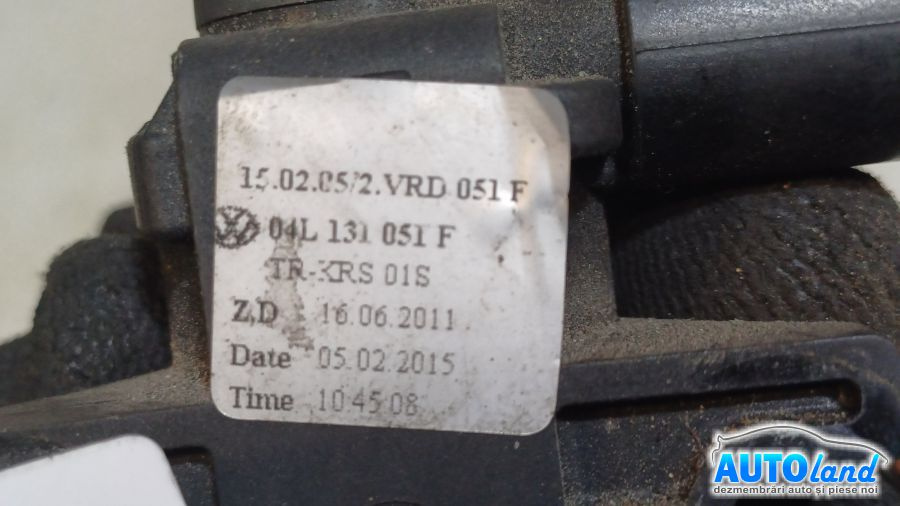 15.02.05/2.VRD 051 F
04L 131 051 F
TR-KRS 01S
Z.D : 16.06.2011
Date 05.02.2015
Time 10 45 08
AUTOland
dezmembrări auto și piese noi